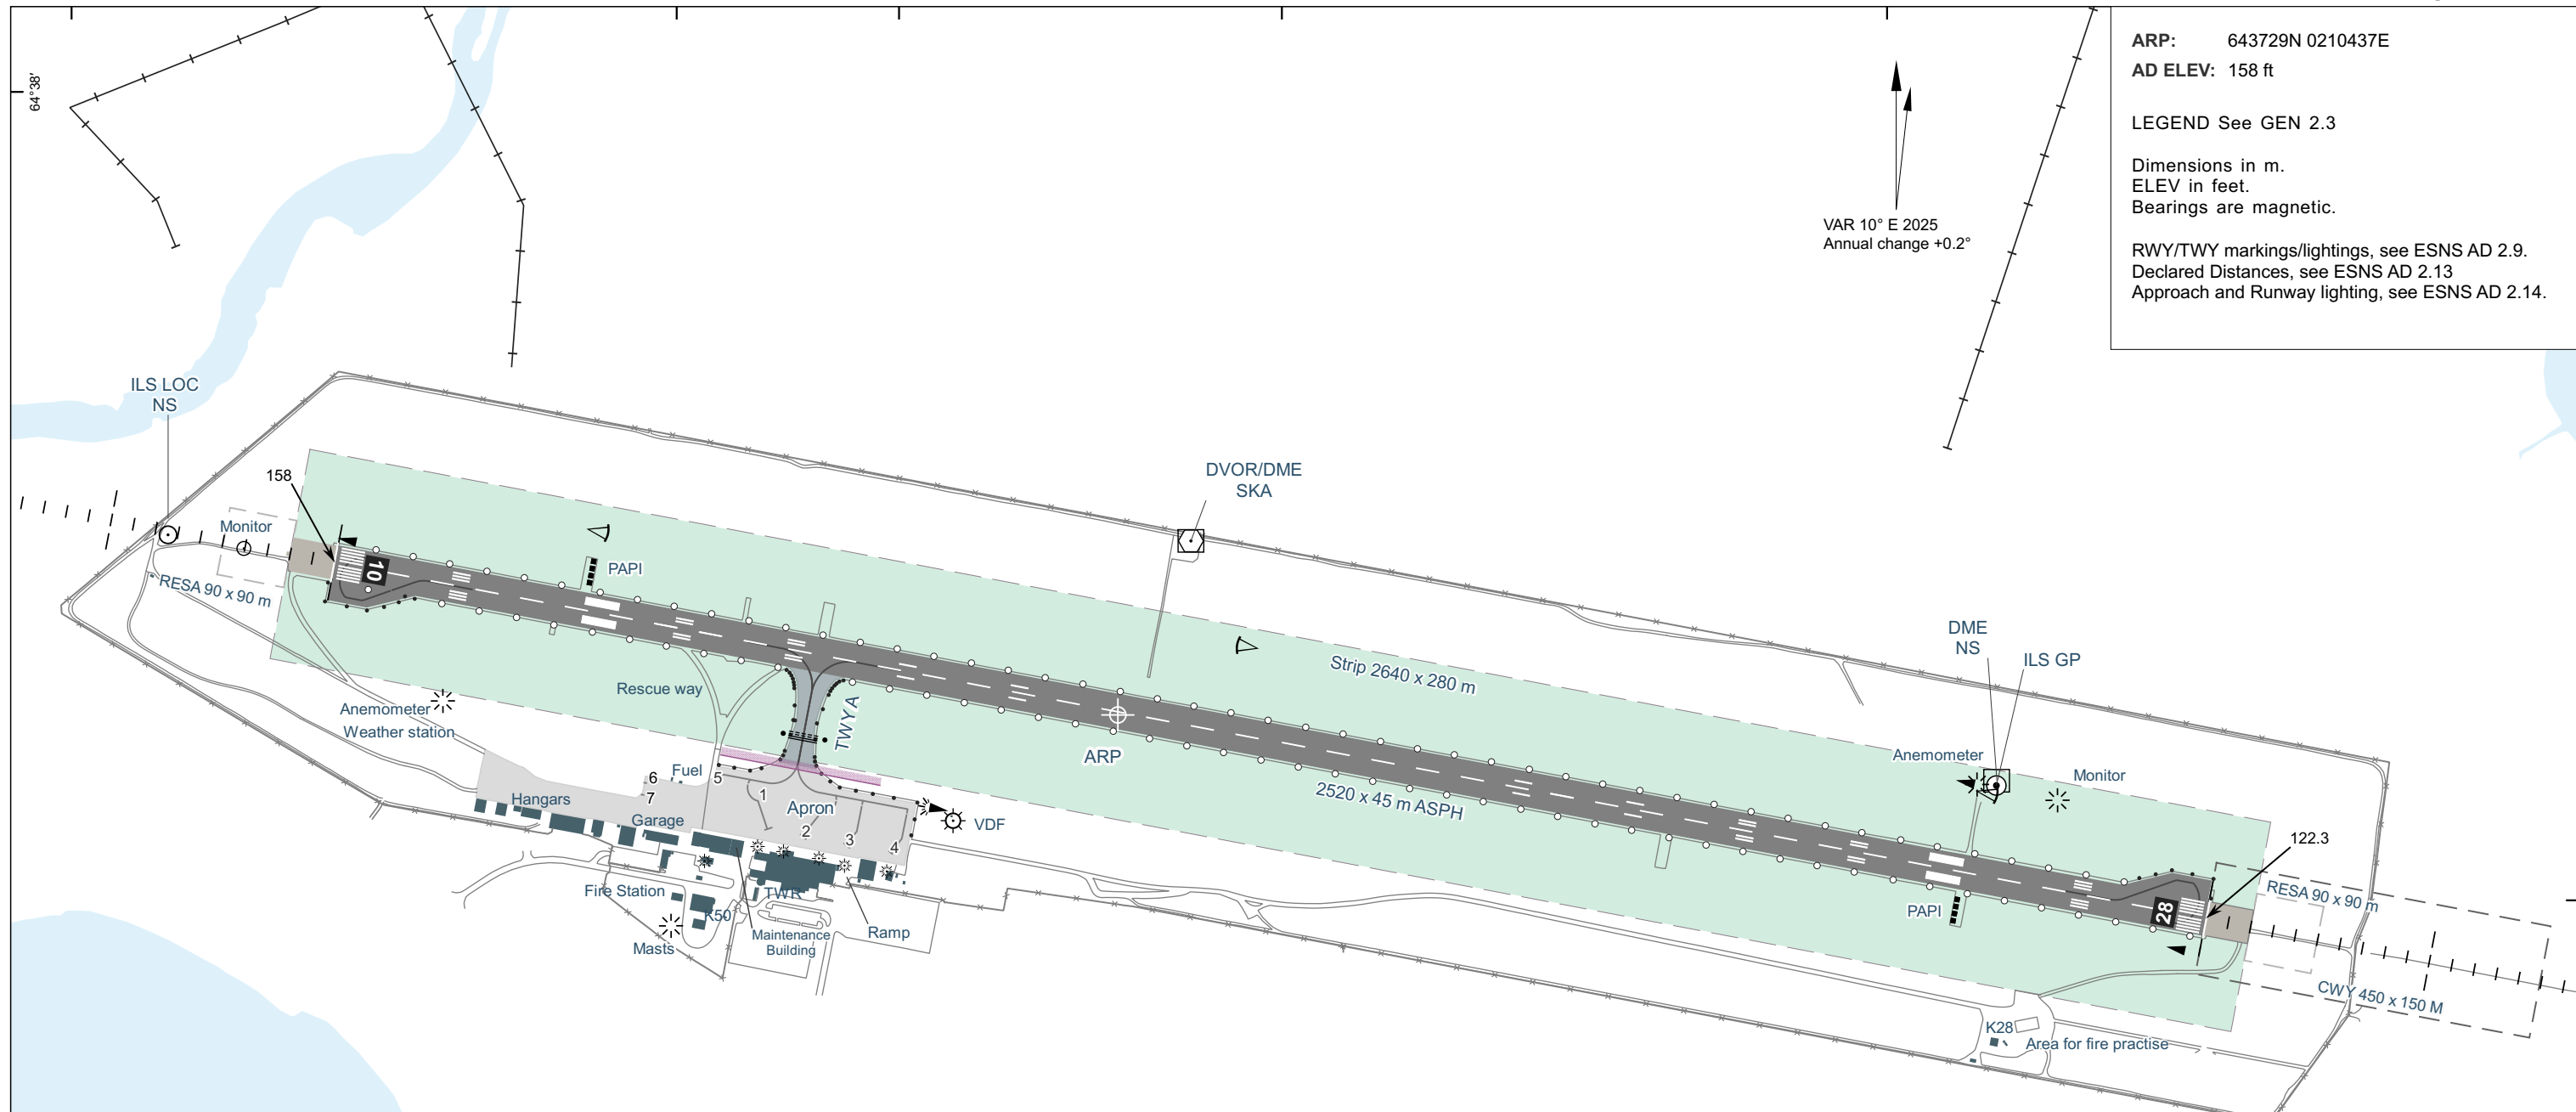 ARP: 643729N 0210437E
AD ELEV: 158 ft
LEGEND See GEN 2.3
Dimensions in m.
ELEV in feet.
Bearings are magnetic.
RWY/TWY markings/lightings, see ESNS AD 2.9.
Declared Distances, see ESNS AD 2.13
Approach and Runway lighting, see ESNS AD 2.14.
64°38'
VAR 10° E 2025
Annual change +0.2°
ILS LOC
NS
158
Monitor
RESA 90 x 90 m
10
PAPI
DVOR/DME
SKA
Strip 2640 x 280 m
DME
NS
ILS GP
Rescue way
TWY A
Anemometer
Weather station
ARP
2520 x 45 m ASPH
Anemometer
Monitor
Fuel
6
7
5
1
Apron
2
3
4
VDF
Hangars
Garage
Fire Station
TWR
K50
Masts
Maintenance
Building
Ramp
122.3
RESA 90 x 90 m
28
PAPI
CWY 450 x 150 M
K28
Area for fire practise